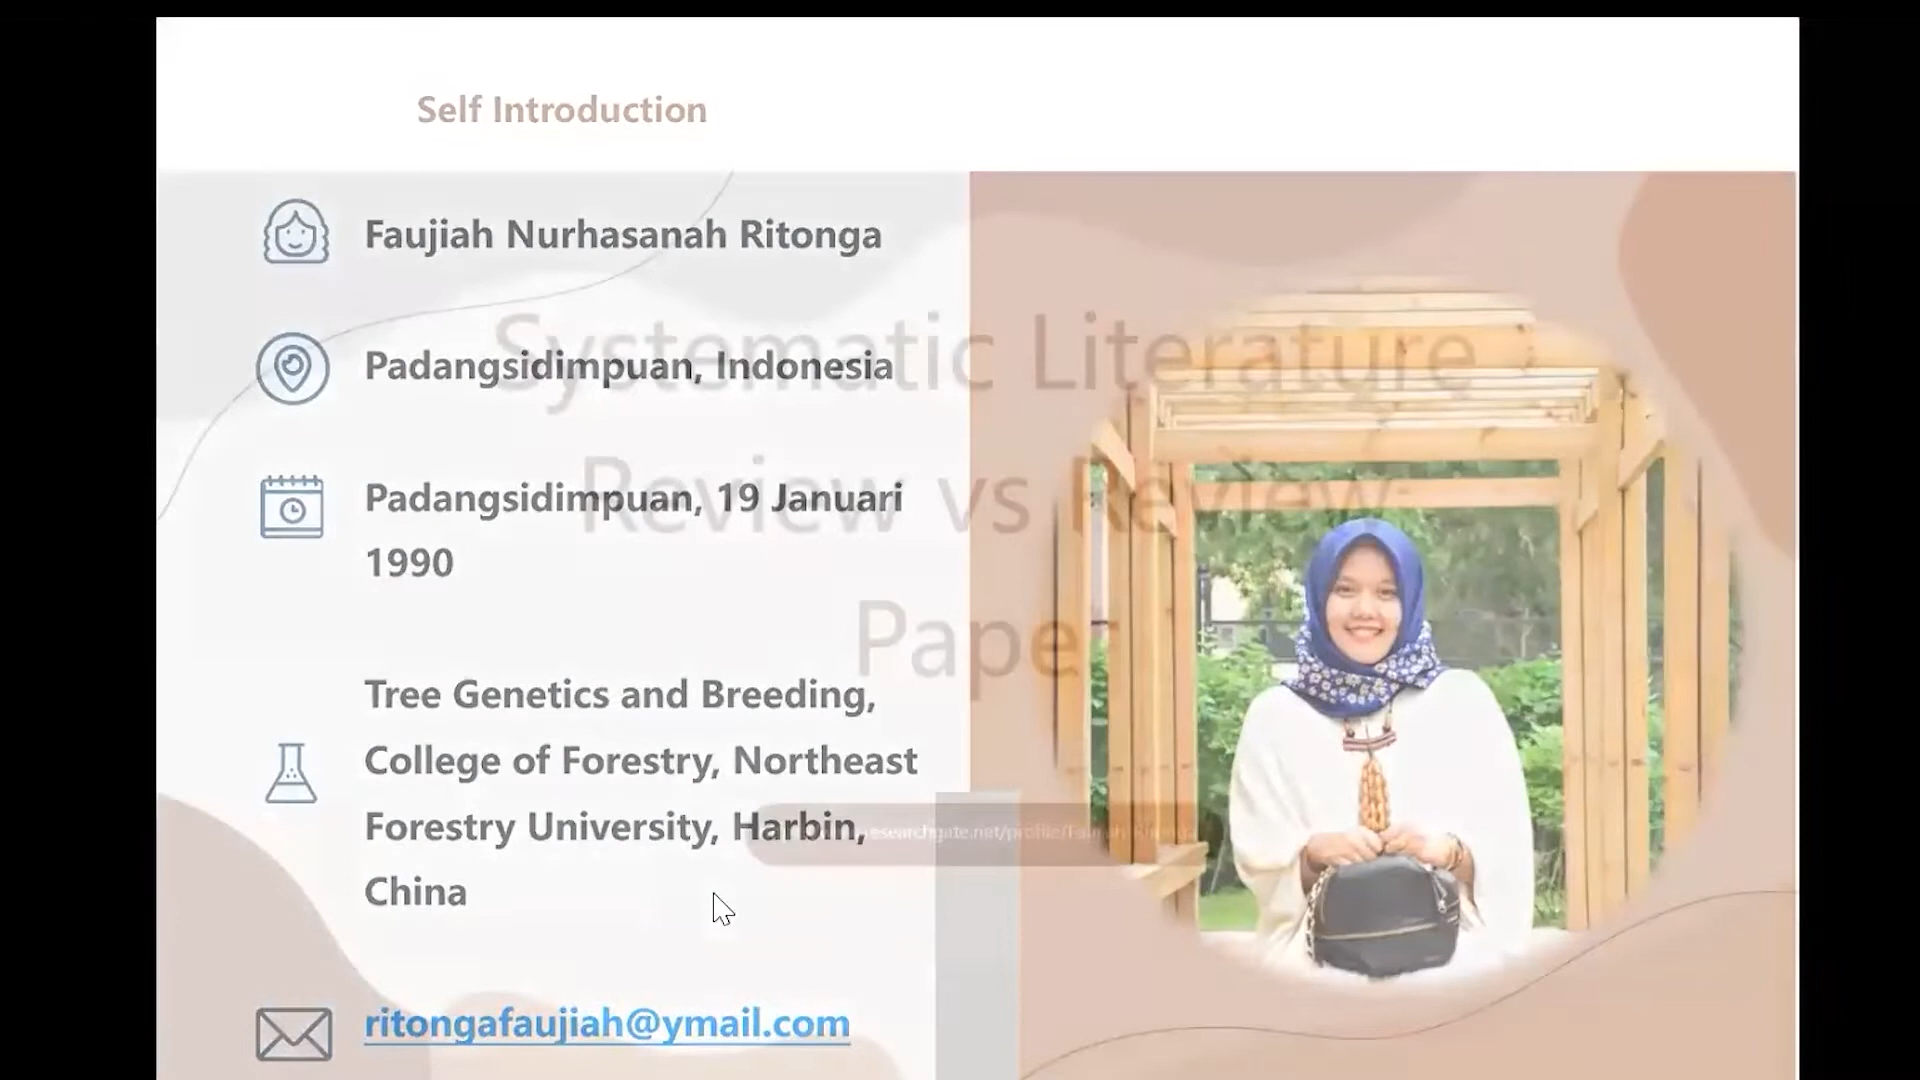 Self Introduction
Faujiah Nurhasanah Ritonga
Padangsidimpuan, Indonesia
Padangsidimpuan, 19 Januari
1990
Tree Genetics and Breeding,
College of Forestry, Northeast
Forestry University, Harbin,
China
ritongafaujiah@ymail.com
Systematic Literature
Review vs Review
Paper